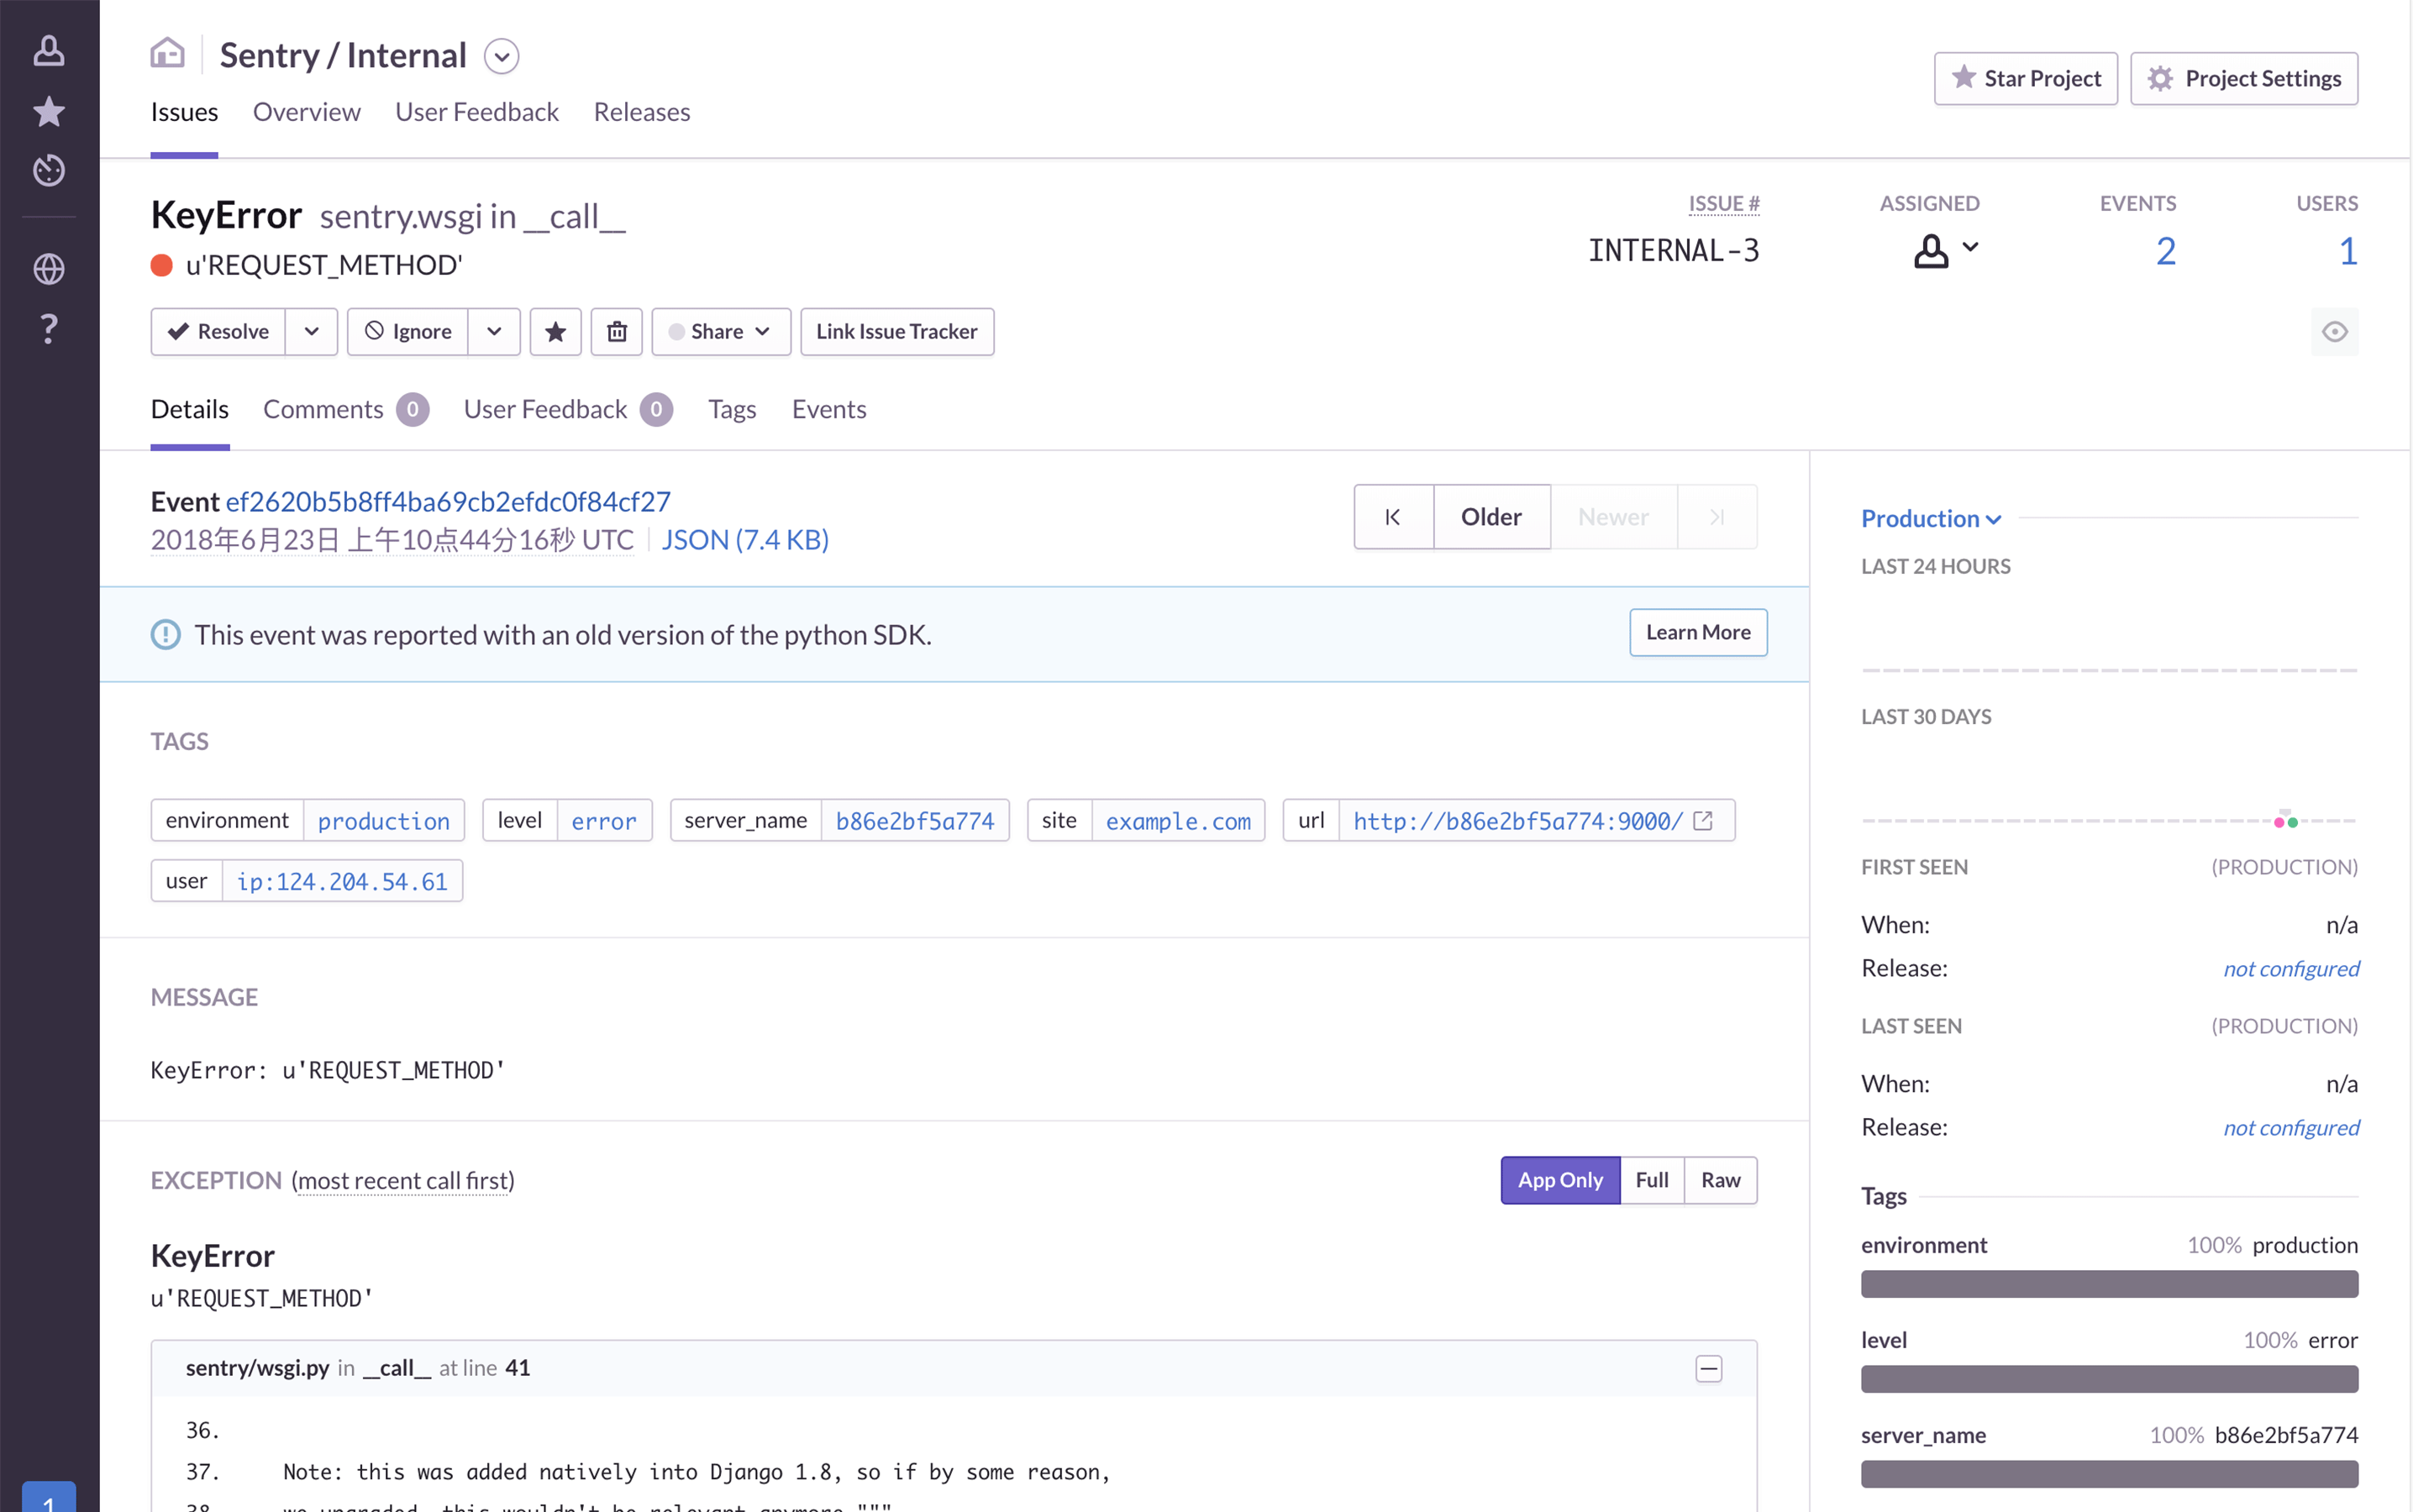 Sentry / Internal
Star Project
Project Settings
Issues Overview User Feedback Releases
KeyError sentry.wsgi in __call__
u'REQUEST_METHOD'
ISSUE # ASSIGNED EVENTS USERS
INTERNAL-3 2 1
Resolve Ignore Share Link Issue Tracker
Details Comments 0 User Feedback 0 Tags Events
Event ef2620b5b8ff4ba69cb2efdc0f84cf27
2018年6月23日 上午10点44分16秒 UTC JSON (7.4 KB)
Older Newer
This event was reported with an old version of the python SDK.
Learn More
TAGS
environment production level error server_name b86e2bf5a774 site example.com url http://b86e2bf5a774:9000/
user ip:124.204.54.61
MESSAGE
KeyError: u'REQUEST_METHOD'
EXCEPTION (most recent call first)
App Only Full Raw
KeyError
u'REQUEST_METHOD'
sentry/wsgi.py in __call__ at line 41
36.
37. Note: this was added natively into Django 1.8, so if by some reason,
38. we upgraded, this wouldn't be relevant anymore."""
Production
LAST 24 HOURS
LAST 30 DAYS
FIRST SEEN (PRODUCTION)
When: n/a
Release: not configured
LAST SEEN (PRODUCTION)
When: n/a
Release: not configured
Tags
environment 100% production
level 100% error
server_name 100% b86e2bf5a774
?
1